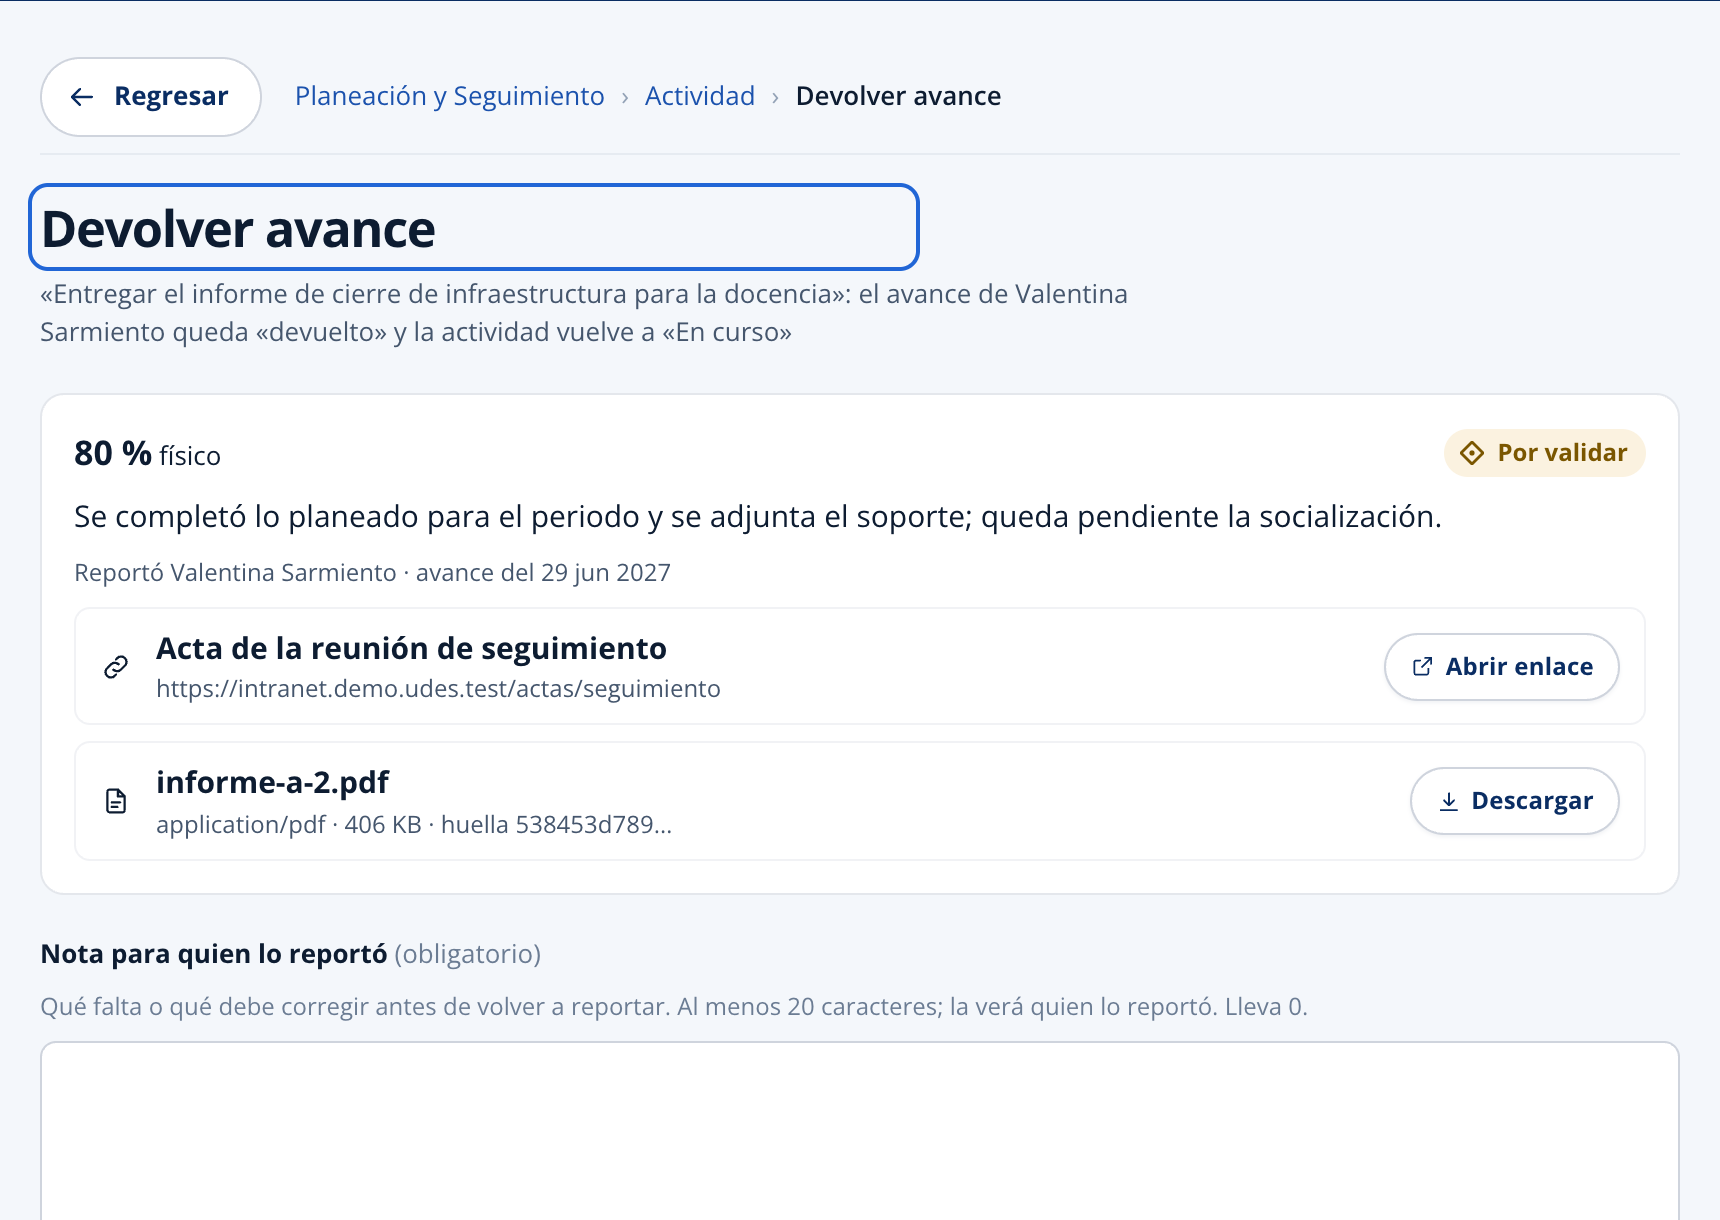 Regresar
Planeación y Seguimiento › Actividad › Devolver avance
Devolver avance
«Entregar el informe de cierre de infraestructura para la docencia»: el avance de Valentina
Sarmiento queda «devuelto» y la actividad vuelve a «En curso»
80 % físico
Por validar
Se completó lo planeado para el periodo y se adjunta el soporte; queda pendiente la socialización.
Reportó Valentina Sarmiento · avance del 29 jun 2027
Acta de la reunión de seguimiento
https://intranet.demo.udes.test/actas/seguimiento
Abrir enlace
informe-a-2.pdf
application/pdf · 406 KB · huella 538453d789...
Descargar
Nota para quien lo reportó (obligatorio)
Qué falta o qué debe corregir antes de volver a reportar. Al menos 20 caracteres; la verá quien lo reportó. Lleva 0.